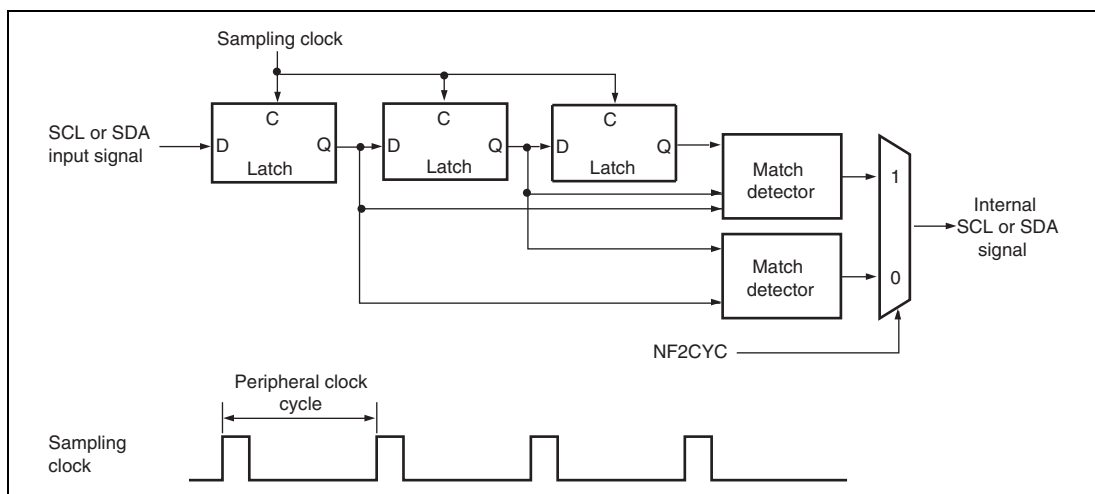 Sampling clock
C
C
C
SCL or SDA
input signal
D
Q
Latch
D
Q
Latch
D
Q
Latch
Match
detector
1
Internal
SCL or SDA
signal
Match
detector
0
NF2CYC
Peripheral clock
cycle
Sampling
clock